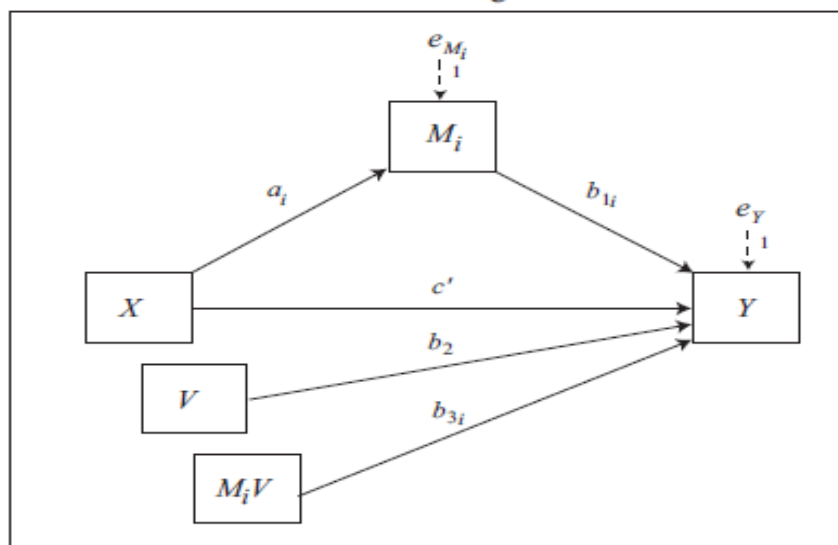 e_{M_i}
1
M_i
a_i
b_{1i}
e_Y
1
X
c'
Y
b_2
V
b_{3i}
M_iV